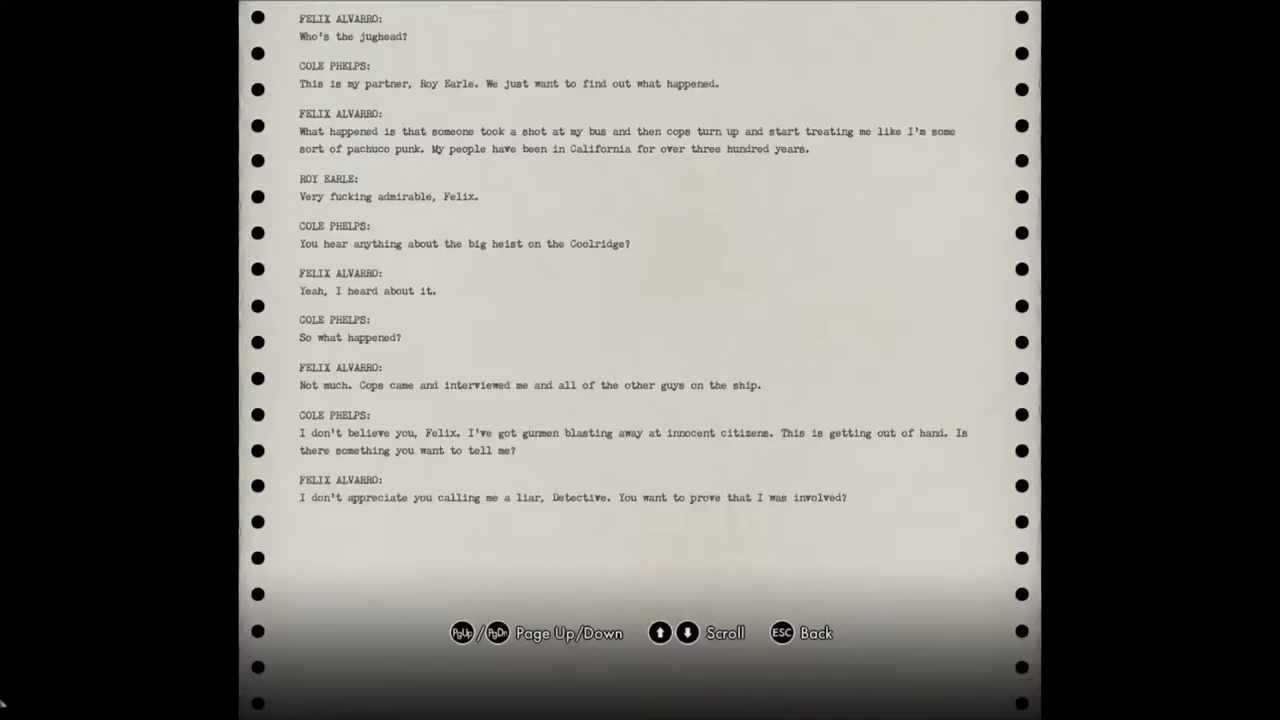 FELIX ALVARRO:
Who's the jughead?
COLE PHELPS:
This is my partner, Roy Earle. We just want to find out what happened.
FELIX ALVARRO:
What happened is that someone took a shot at my bus and then cops turn up and start treating me like I'm some
sort of pachuco punk. My people have been in California for over three hundred years.
ROY EARLE:
Very fucking admirable, Felix.
COLE PHELPS:
You hear anything about the big heist on the Coolridge?
FELIX ALVARRO:
Yeah, I heard about it.
COLE PHELPS:
So what happened?
FELIX ALVARRO:
Not much. Cops came and interviewed me and all of the other guys on the ship.
COLE PHELPS:
I don't believe you, Felix. I've got gunmen blasting away at innocent citizens. This is getting out of hand. Is
there something you want to tell me?
FELIX ALVARRO:
I don't appreciate you calling me a liar, Detective. You want to prove that I was involved?
PgUp/PgDn Page Up/Down Scroll ESC Back